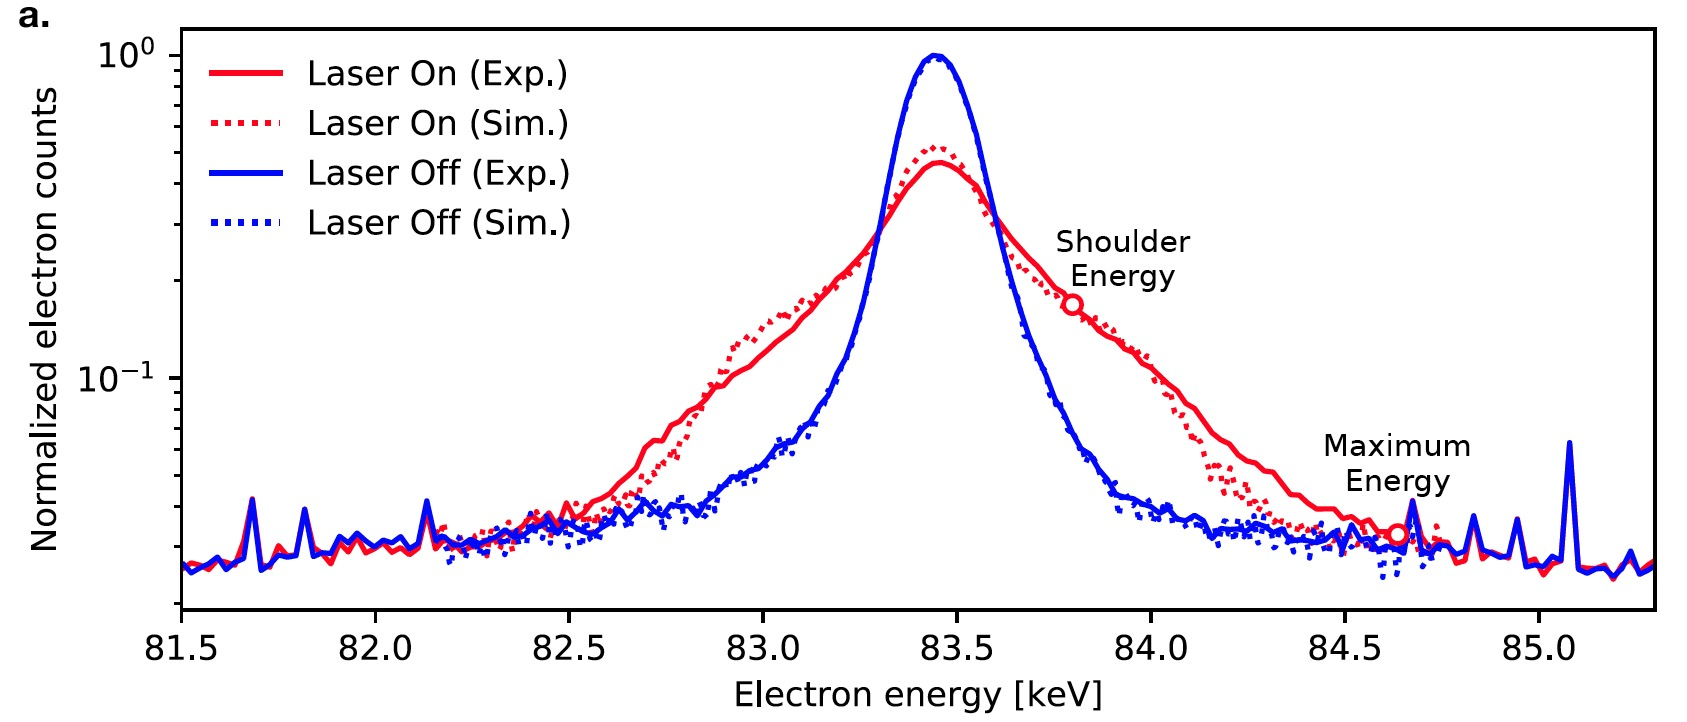 a.
10⁰
10⁻¹
Normalized electron counts
Laser On (Exp.)
Laser On (Sim.)
Laser Off (Exp.)
Laser Off (Sim.)
Shoulder
Energy
Maximum
Energy
81.5 82.0 82.5 83.0 83.5 84.0 84.5 85.0
Electron energy [keV]